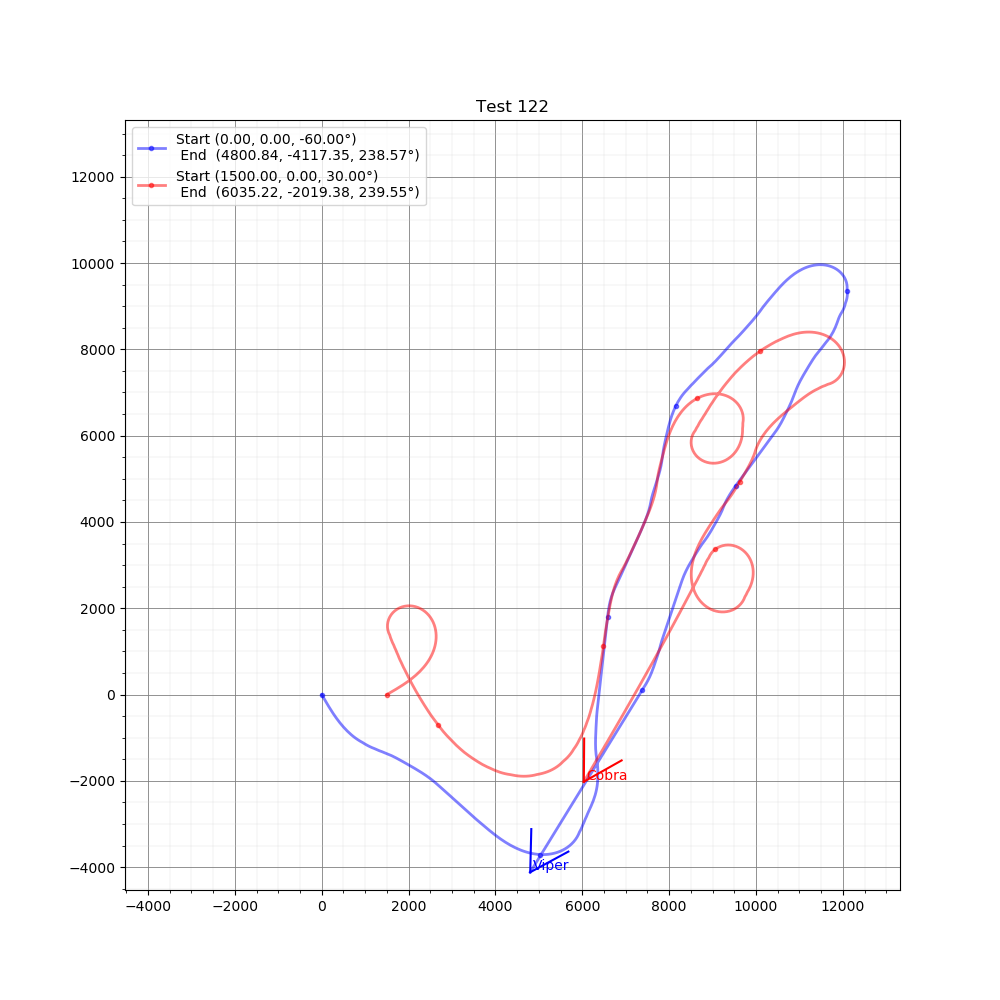 Test 122
Start (0.00, 0.00, -60.00°)
End (4800.84, -4117.35, 238.57°)
Start (1500.00, 0.00, 30.00°)
End (6035.22, -2019.38, 239.55°)
12000
10000
8000
6000
4000
2000
0
−2000
−4000
Cobra
Viper
−4000 −2000 0 2000 4000 6000 8000 10000 12000